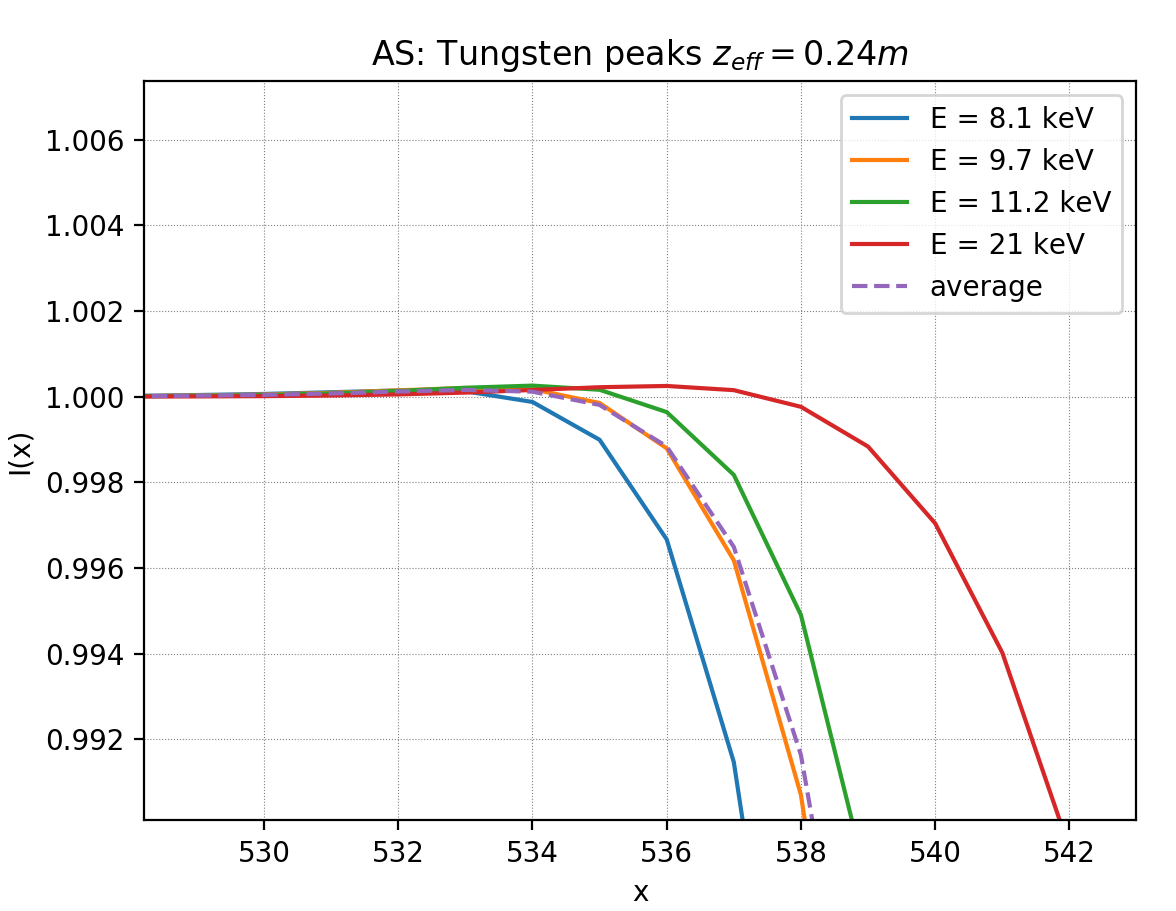 AS: Tungsten peaks z_eff = 0.24m
E = 8.1 keV
E = 9.7 keV
E = 11.2 keV
E = 21 keV
average
1.006
1.004
1.002
1.000
0.998
0.996
0.994
0.992
I(x)
530 532 534 536 538 540 542
x